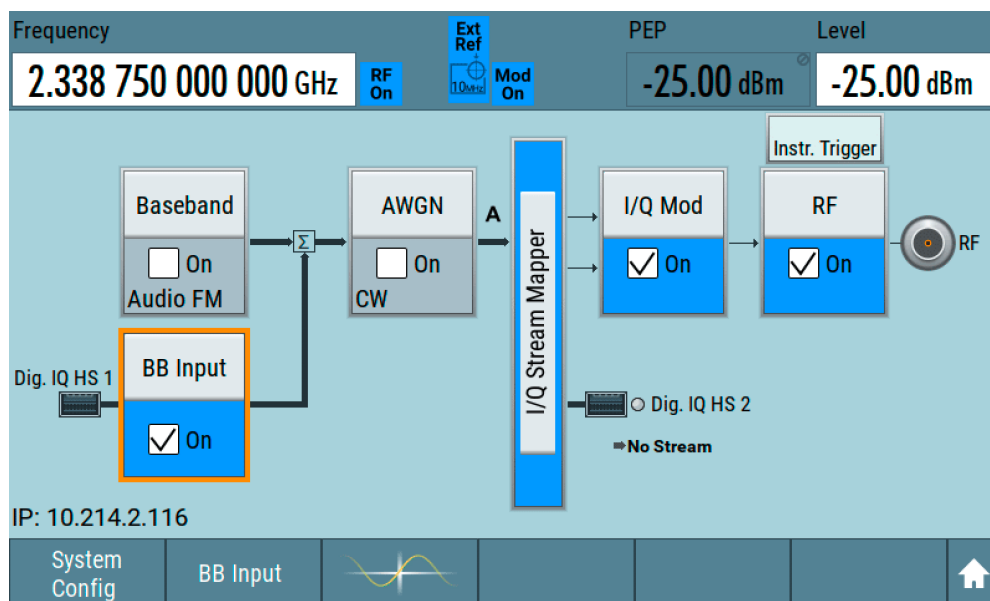 Frequency
Ext
Ref
PEP
Level
2.338 750 000 000 GHz
RF
On
10MHz
Mod
On
-25.00 dBm
-25.00 dBm
Instr. Trigger
Baseband
On
Audio FM
Σ
AWGN
On
CW
A
I/Q Stream Mapper
I/Q Mod
On
RF
On
RF
Dig. IQ HS 1
BB Input
On
Dig. IQ HS 2
No Stream
IP: 10.214.2.116
System
Config
BB Input